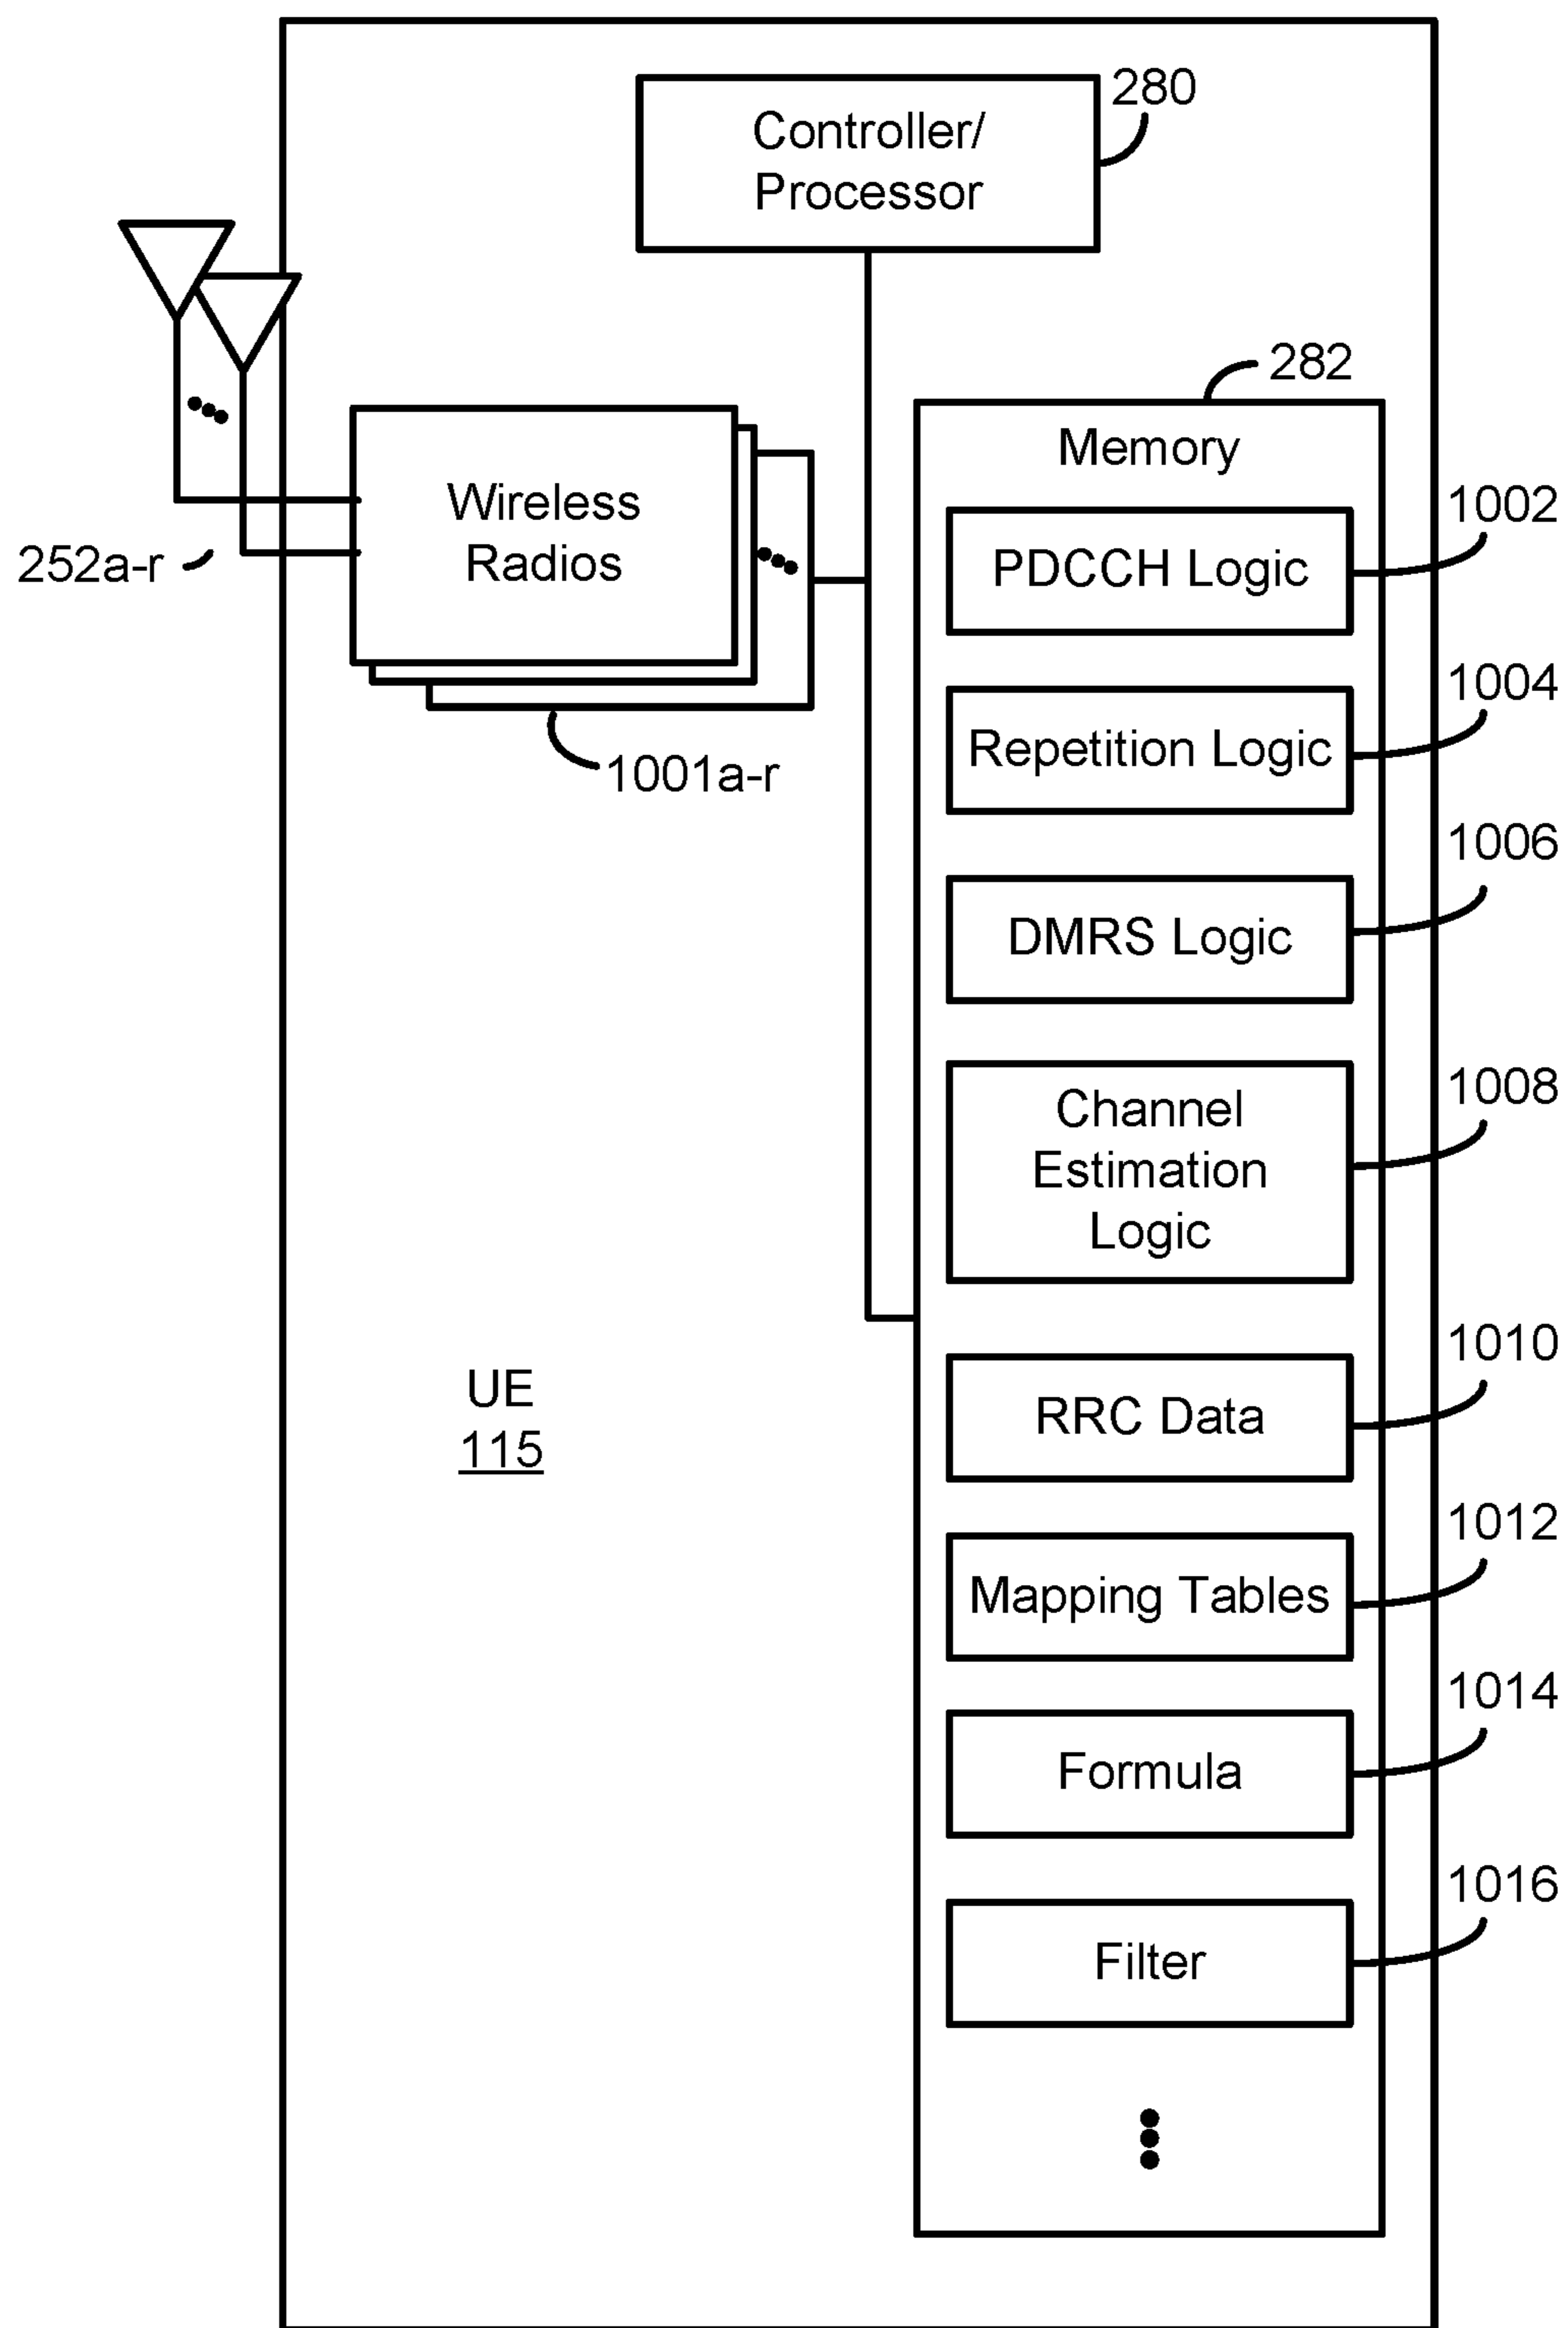 280
Controller/
Processor
282
Memory
Wireless
Radios
252a-r
1001a-r
1002
PDCCH Logic
1004
Repetition Logic
1006
DMRS Logic
1008
Channel
Estimation
Logic
1010
RRC Data
UE
115
1012
Mapping Tables
1014
Formula
1016
Filter